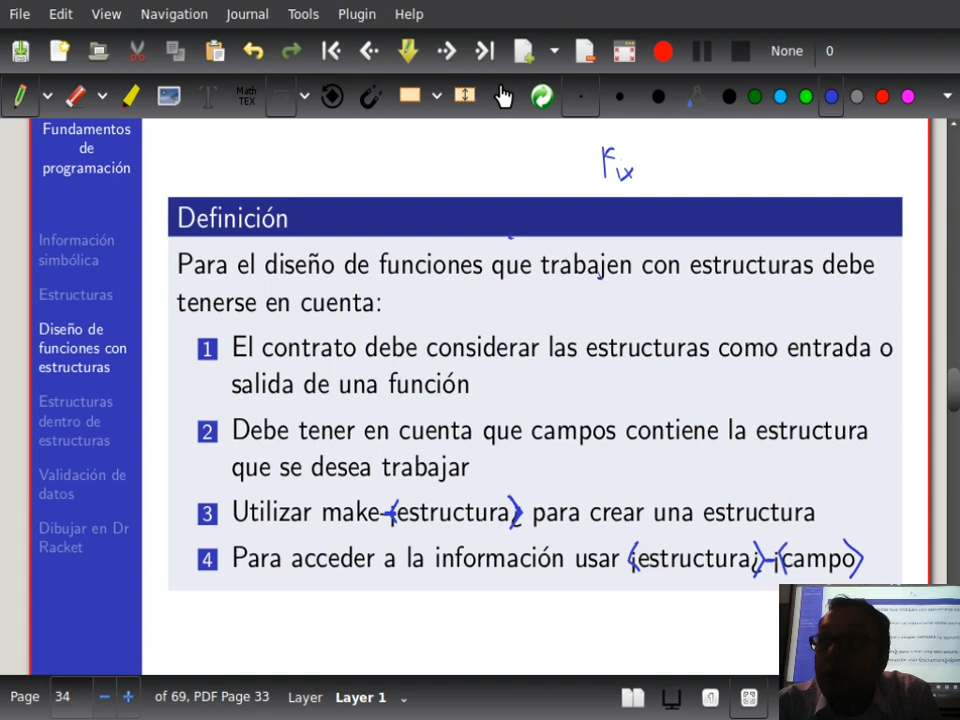 File Edit View Navigation Journal Tools Plugin Help
None 0
Math
TEX
Fundamentos
de
programación
Información
simbólica
Estructuras
Diseño de
funciones con
estructuras
Estructuras
dentro de
estructuras
Validación de
datos
Dibujar en Dr
Racket
Definición
Para el diseño de funciones que trabajen con estructuras debe
tenerse en cuenta:
1 El contrato debe considerar las estructuras como entrada o
salida de una función
2 Debe tener en cuenta que campos contiene la estructura
que se desea trabajar
3 Utilizar make-¡estructura¿ para crear una estructura
4 Para acceder a la información usar ¡estructura¿-¡campo
Page 34 of 69, PDF Page 33 Layer Layer 1